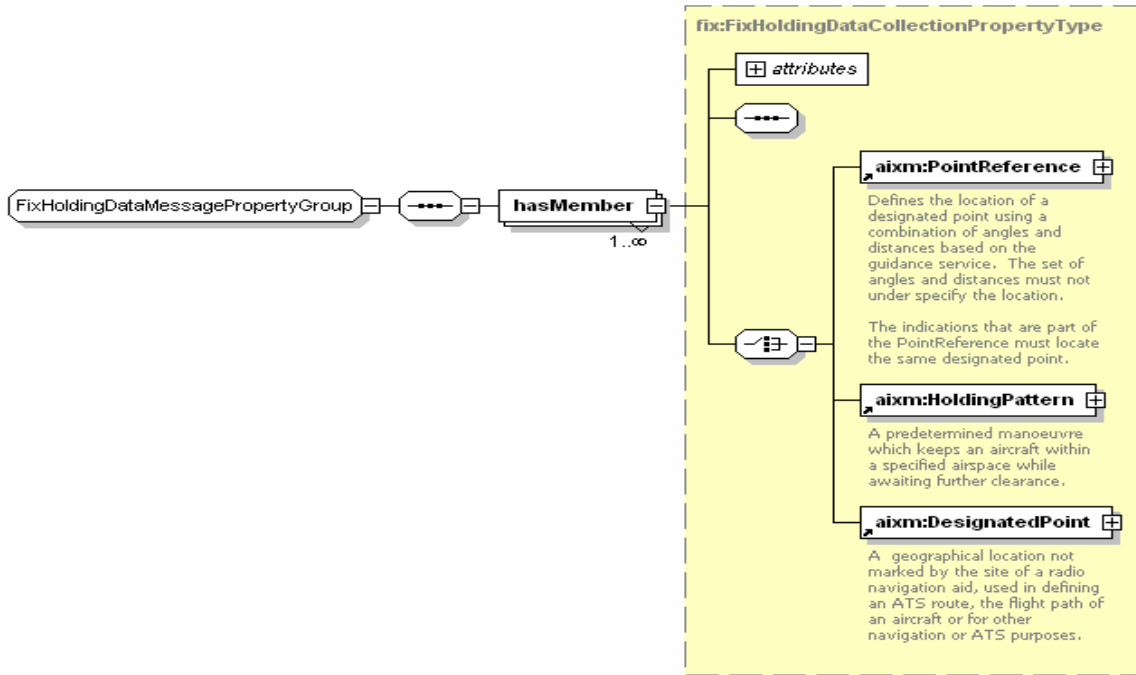 fix:FixHoldingDataCollectionPropertyType
attributes
aixm:PointReference
Defines the location of a
designated point using a
combination of angles and
distances based on the
guidance service. The set of
angles and distances must not
under specify the location.
The indications that are part of
the PointReference must locate
the same designated point.
FixHoldingDataMessagePropertyGroup
hasMember
1..∞
aixm:HoldingPattern
A predetermined manoeuvre
which keeps an aircraft within
a specified airspace while
awaiting further clearance.
aixm:DesignatedPoint
A geographical location not
marked by the site of a radio
navigation aid, used in defining
an ATS route, the flight path of
an aircraft or for other
navigation or ATS purposes.